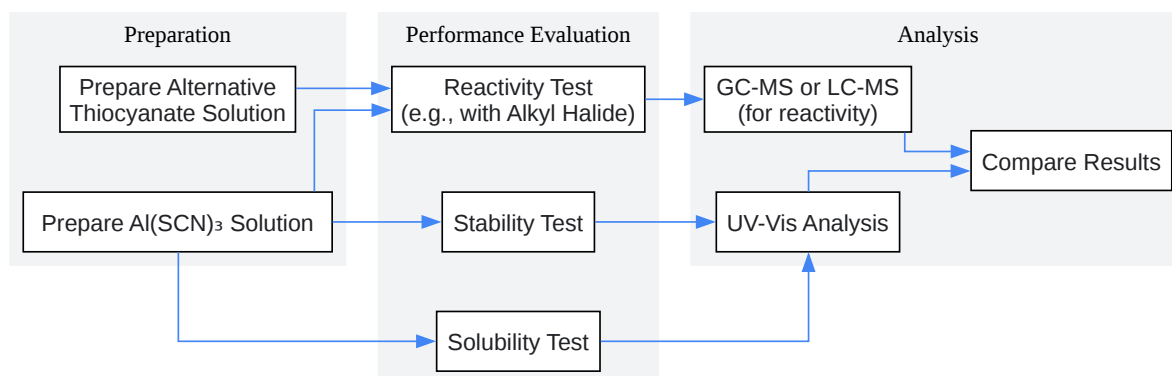 Preparation
Performance Evaluation
Analysis
Prepare Alternative
Thiocyanate Solution
Reactivity Test
(e.g., with Alkyl Halide)
GC-MS or LC-MS
(for reactivity)
Compare Results
Prepare Al(SCN)₃ Solution
Stability Test
UV-Vis Analysis
Solubility Test